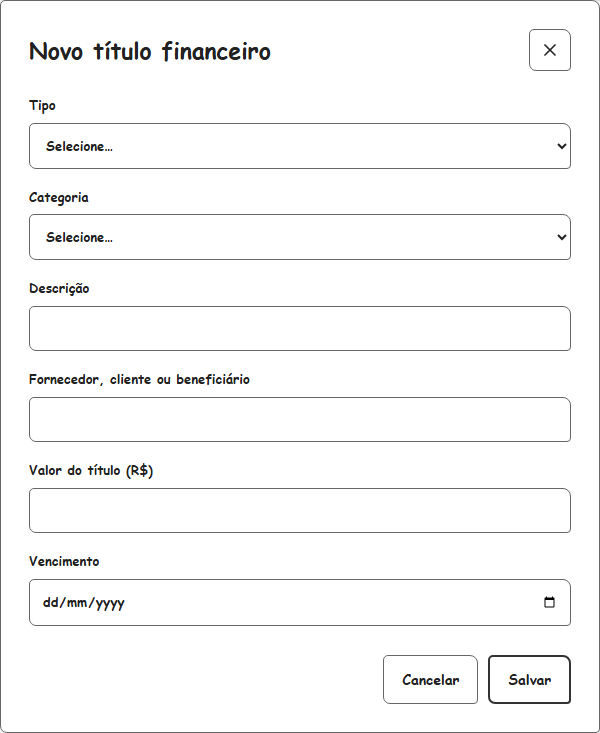 Novo título financeiro
Tipo
Selecione...
Categoria
Selecione...
Descrição
Fornecedor, cliente ou beneficiário
Valor do título (R$)
Vencimento
dd/mm/yyyy
Cancelar
Salvar